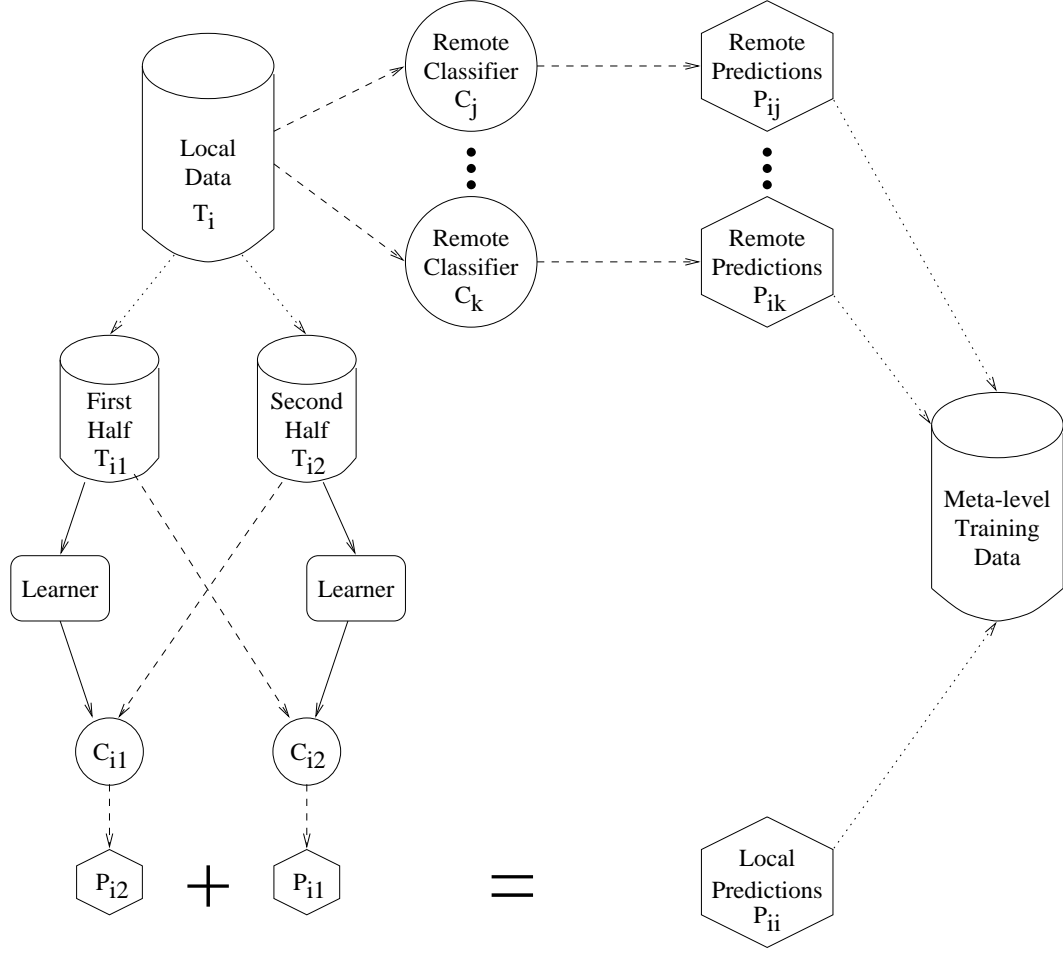 Remote
Classifier
Cj
Remote
Predictions
Pij
Local
Data
Ti
Remote
Classifier
Ck
Remote
Predictions
Pik
First
Half
Ti1
Second
Half
Ti2
Meta-level
Training
Data
Learner
Learner
Ci1
Ci2
Pi2
+
Pi1
=
Local
Predictions
Pii